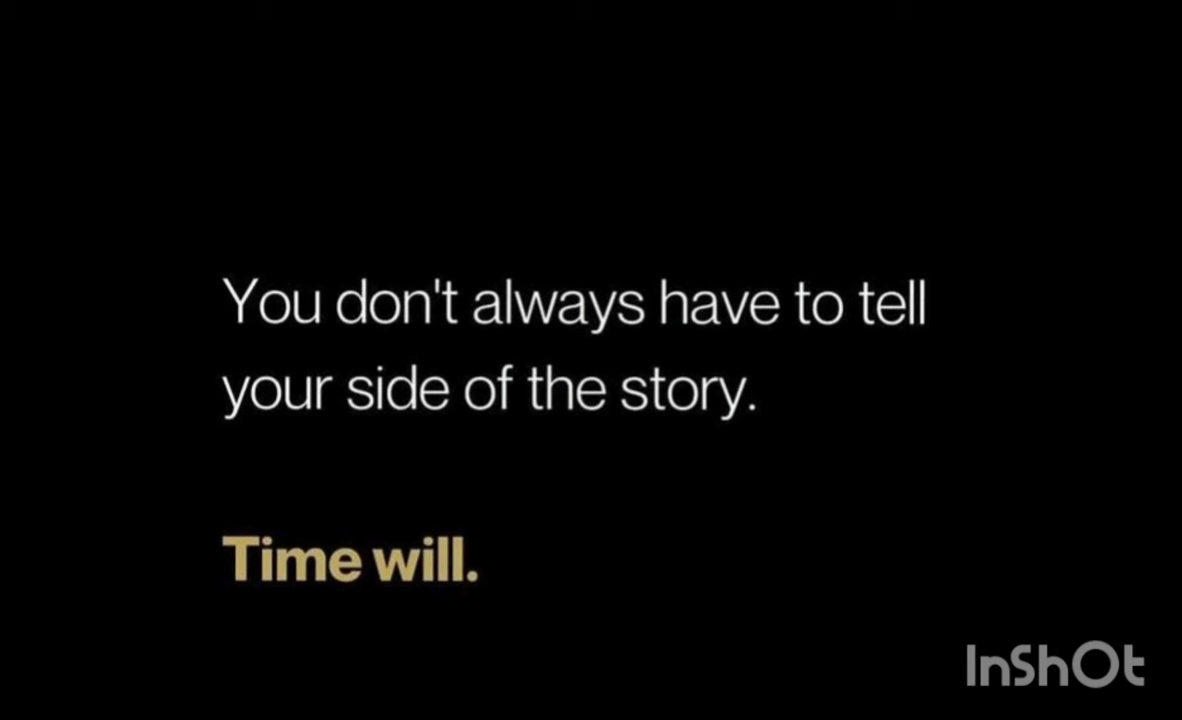 You don't always have to tell
your side of the story.
Time will.
InShOt